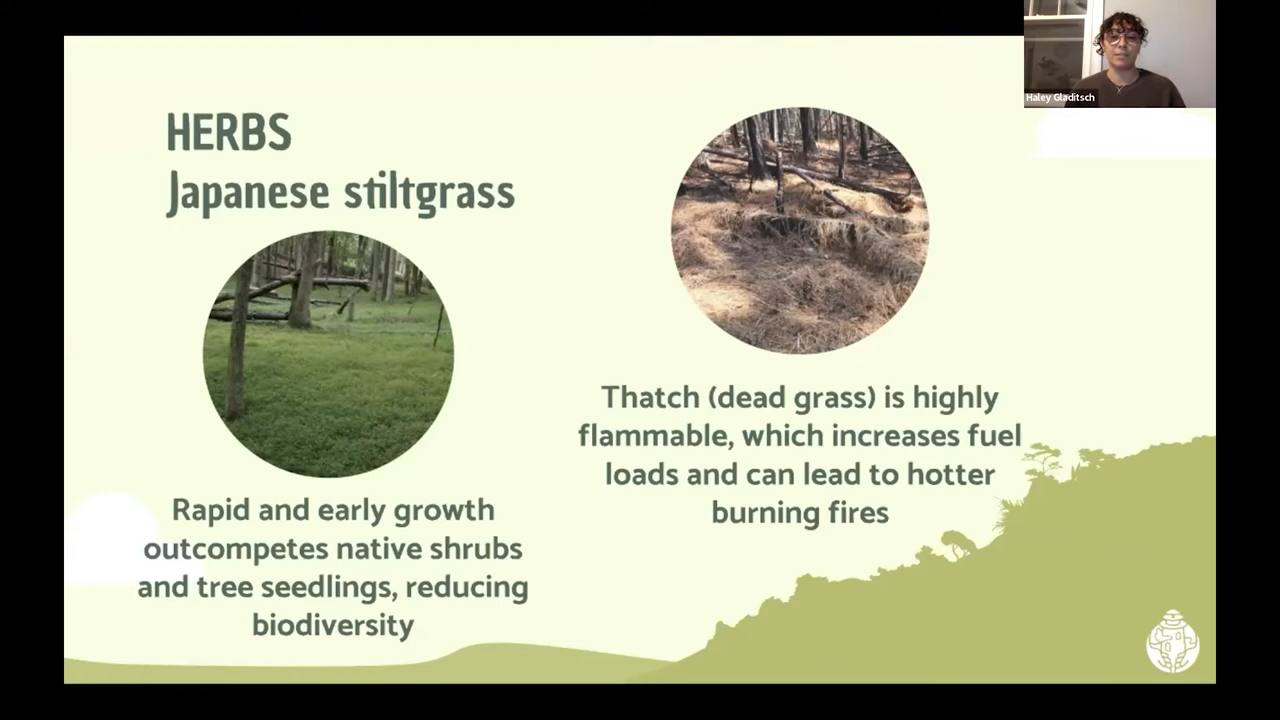 HERBS
Japanese stiltgrass
Rapid and early growth
outcompetes native shrubs
and tree seedlings, reducing
biodiversity
Thatch (dead grass) is highly
flammable, which increases fuel
loads and can lead to hotter
burning fires
Haley Gladitsch